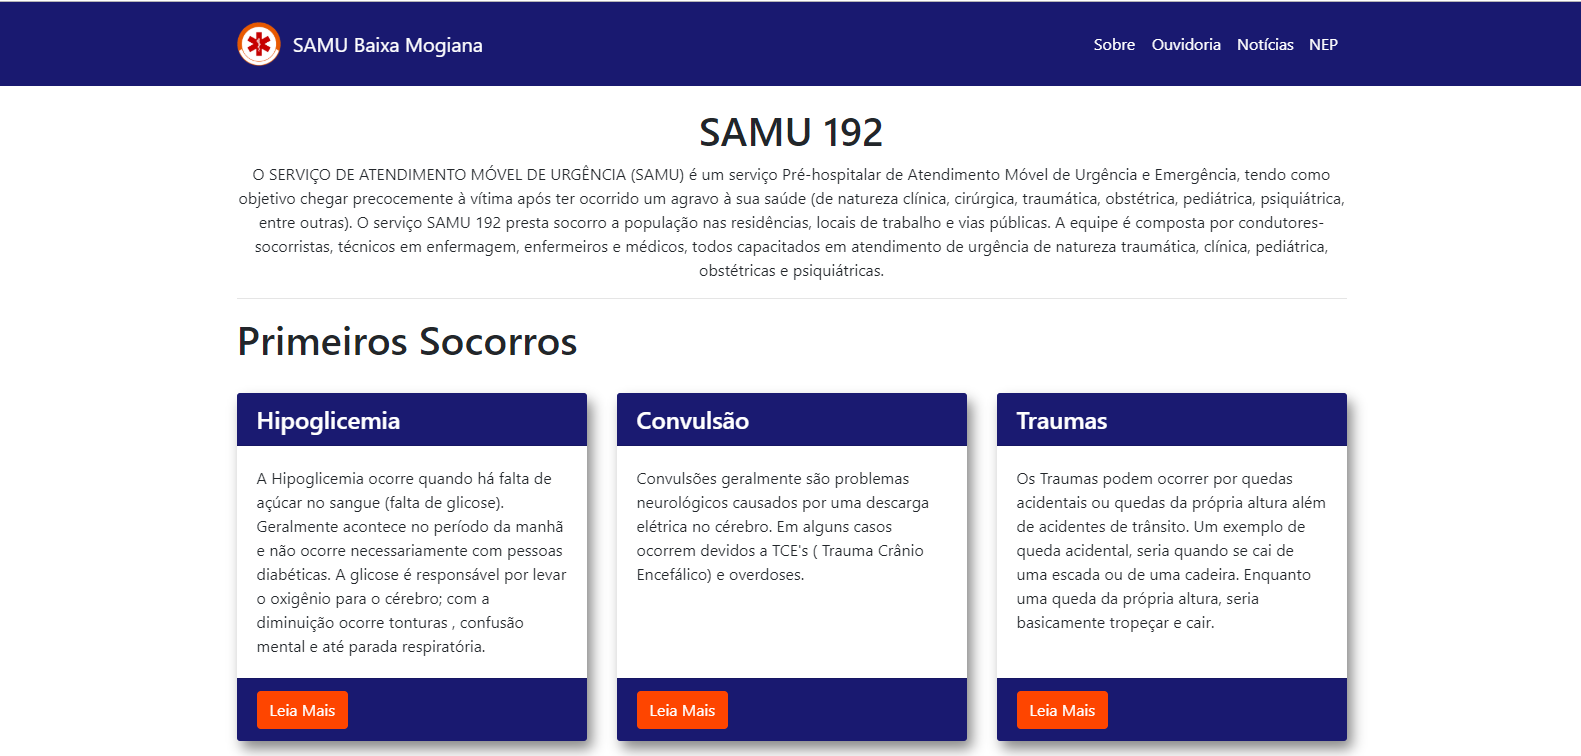 SAMU Baixa Mogiana
Sobre Ouvidoria Notícias NEP
SAMU 192
O SERVIÇO DE ATENDIMENTO MÓVEL DE URGÊNCIA (SAMU) é um serviço Pré-hospitalar de Atendimento Móvel de Urgência e Emergência, tendo como
objetivo chegar precocemente à vítima após ter ocorrido um agravo à sua saúde (de natureza clínica, cirúrgica, traumática, obstétrica, pediátrica, psiquiátrica,
entre outras). O serviço SAMU 192 presta socorro a população nas residências, locais de trabalho e vias públicas. A equipe é composta por condutores-
socorristas, técnicos em enfermagem, enfermeiros e médicos, todos capacitados em atendimento de urgência de natureza traumática, clínica, pediátrica,
obstétricas e psiquiátricas.
Primeiros Socorros
Hipoglicemia
A Hipoglicemia ocorre quando há falta de
açúcar no sangue (falta de glicose).
Geralmente acontece no período da manhã
e não ocorre necessariamente com pessoas
diabéticas. A glicose é responsável por levar
o oxigênio para o cérebro; com a
diminuição ocorre tonturas , confusão
mental e até parada respiratória.
Leia Mais
Convulsão
Convulsões geralmente são problemas
neurológicos causados por uma descarga
elétrica no cérebro. Em alguns casos
ocorrem devidos a TCE's ( Trauma Crânio
Encefálico) e overdoses.
Leia Mais
Traumas
Os Traumas podem ocorrer por quedas
acidentais ou quedas da própria altura além
de acidentes de trânsito. Um exemplo de
queda acidental, seria quando se cai de
uma escada ou de uma cadeira. Enquanto
uma queda da própria altura, seria
basicamente tropeçar e cair.
Leia Mais